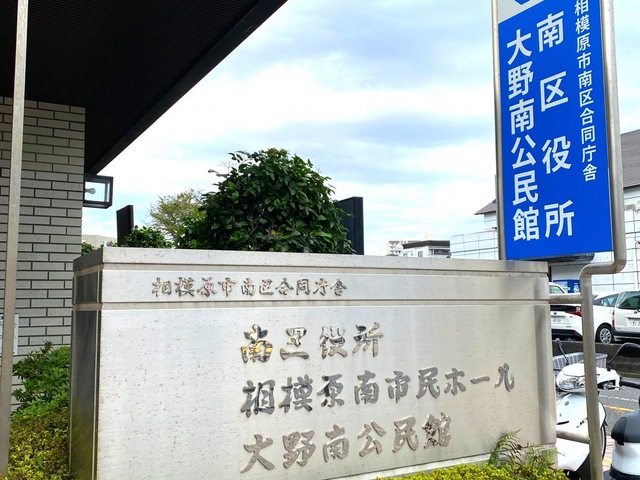 相模原市南区合同庁舎
南区役所
大野南公民館
相模原市南区合同庁舎
南区役所
相模原南市民ホール
大野南公民館